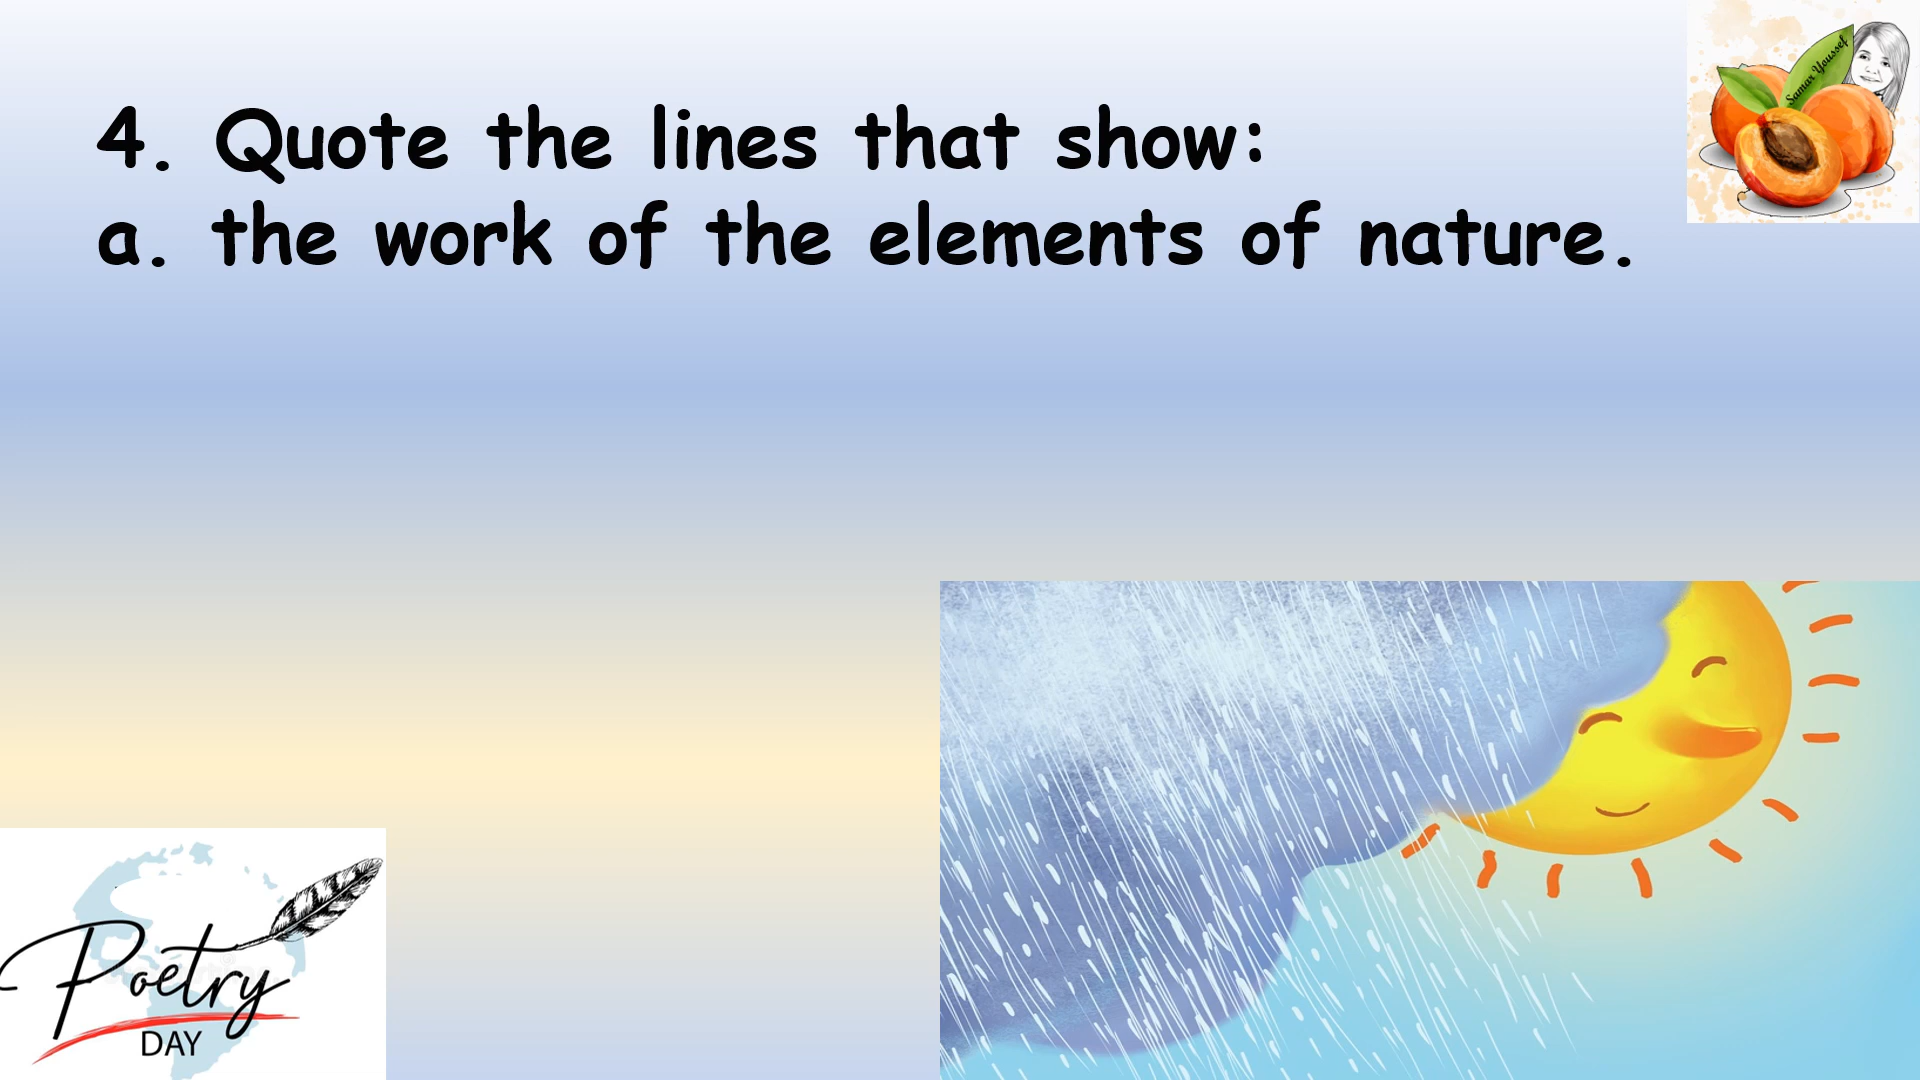 4. Quote the lines that show:
a. the work of the elements of nature.
Samar Youssef
Poetry
DAY